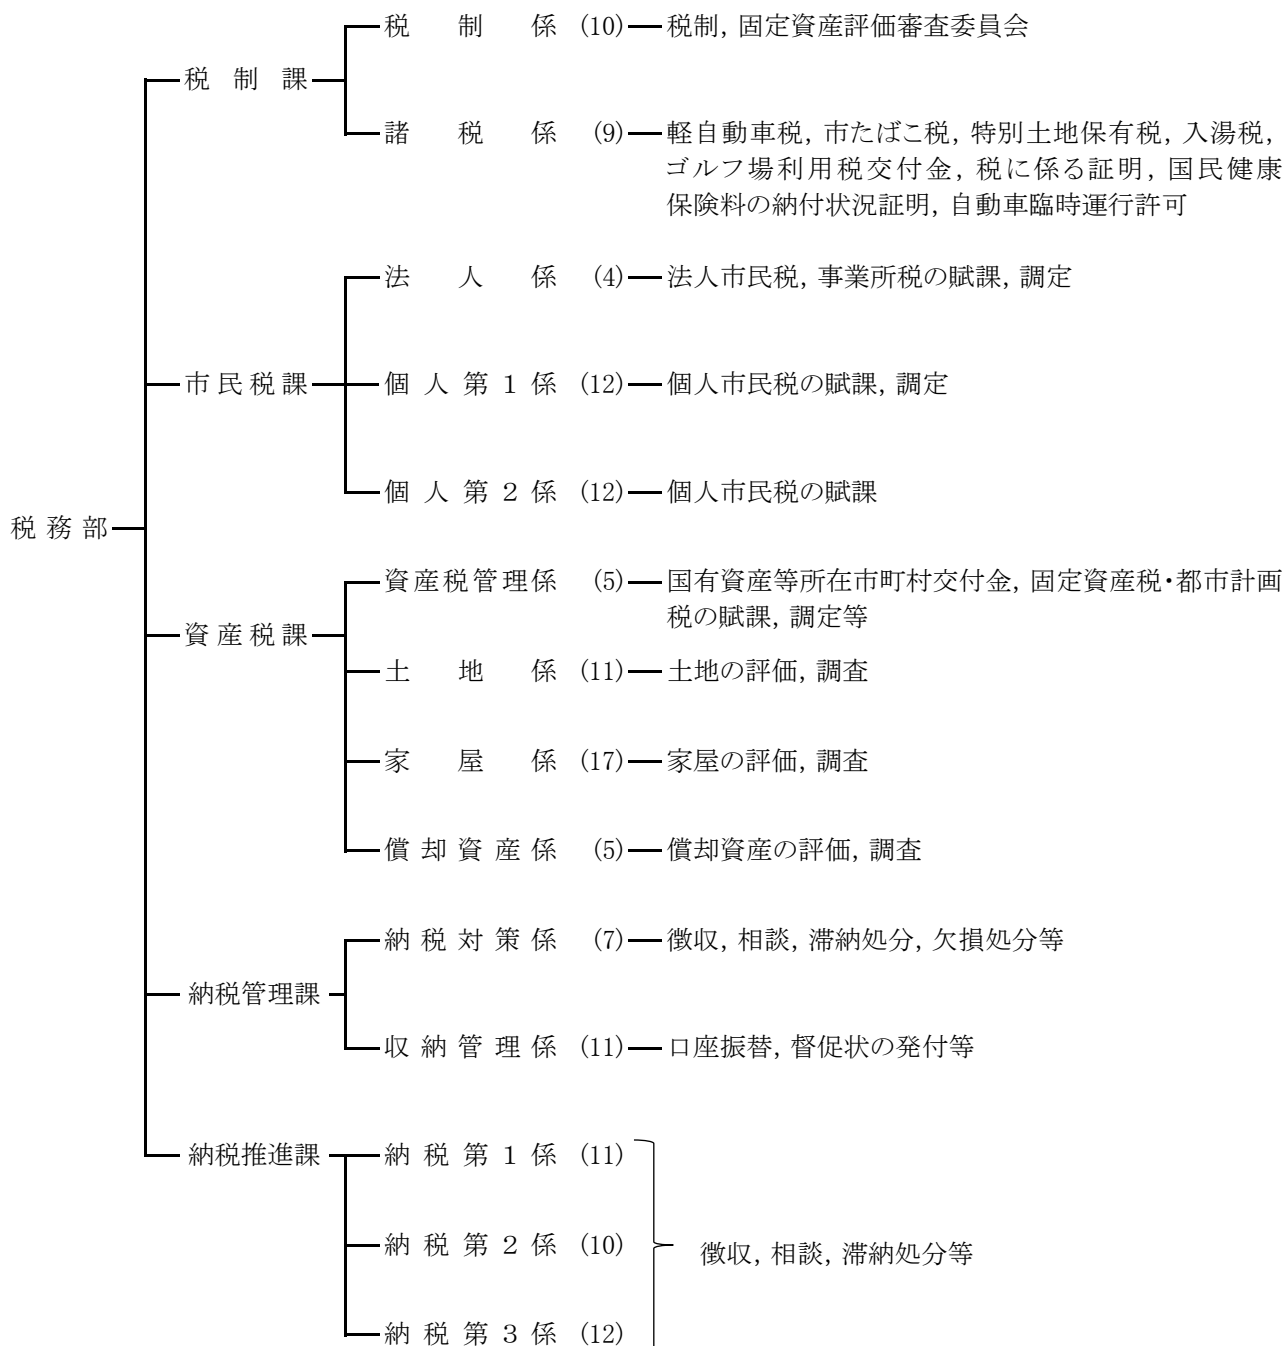 税制係 (10) 税制, 固定資産評価審査委員会
税制課
諸税係 (9) 軽自動車税, 市たばこ税, 特別土地保有税, 入湯税,
ゴルフ場利用税交付金, 税に係る証明, 国民健康
保険料の納付状況証明, 自動車臨時運行許可
法人係 (4) 法人市民税, 事業所税の賦課, 調定
市民税課 個人第1係 (12) 個人市民税の賦課, 調定
個人第2係 (12) 個人市民税の賦課
税務部
資産税管理係 (5) 国有資産等所在市町村交付金, 固定資産税・都市計画
税の賦課, 調定等
資産税課
土地係 (11) 土地の評価, 調査
家屋係 (17) 家屋の評価, 調査
償却資産係 (5) 償却資産の評価, 調査
納税対策係 (7) 徴収, 相談, 滞納処分, 欠損処分等
納税管理課
収納管理係 (11) 口座振替, 督促状の発付等
納税推進課 納税第1係 (11)
納税第2係 (10) 徴収, 相談, 滞納処分等
納税第3係 (12)